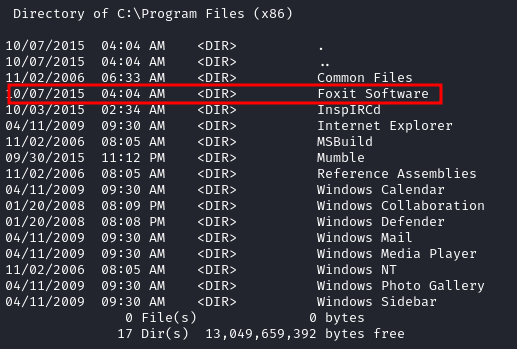 Directory of C:\Program Files (x86)
10/07/2015  04:04 AM    <DIR>          .
10/07/2015  04:04 AM    <DIR>          ..
11/02/2006  06:33 AM    <DIR>          Common Files
10/07/2015  04:04 AM    <DIR>          Foxit Software
10/03/2015  02:34 AM    <DIR>          InspIRCd
04/11/2009  09:30 AM    <DIR>          Internet Explorer
11/02/2006  08:05 AM    <DIR>          MSBuild
09/30/2015  11:12 PM    <DIR>          Mumble
11/02/2006  08:05 AM    <DIR>          Reference Assemblies
04/11/2009  09:30 AM    <DIR>          Windows Calendar
01/20/2008  08:09 PM    <DIR>          Windows Collaboration
01/20/2008  08:08 PM    <DIR>          Windows Defender
04/11/2009  09:30 AM    <DIR>          Windows Mail
04/11/2009  09:30 AM    <DIR>          Windows Media Player
11/02/2006  08:05 AM    <DIR>          Windows NT
04/11/2009  09:30 AM    <DIR>          Windows Photo Gallery
04/11/2009  09:30 AM    <DIR>          Windows Sidebar
0 File(s)              0 bytes
17 Dir(s)  13,049,659,392 bytes free